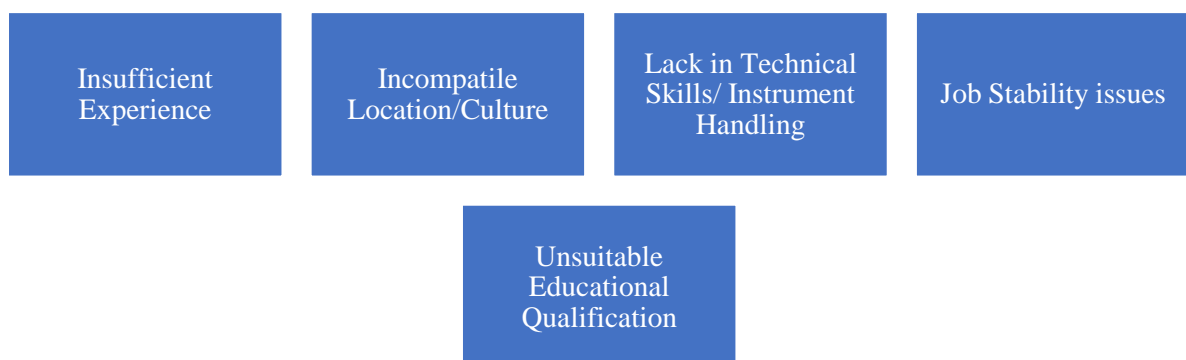 Insufficient
Experience
Incompatile
Location/Culture
Lack in Technical
Skills/ Instrument
Handling
Job Stability issues
Unsuitable
Educational
Qualification